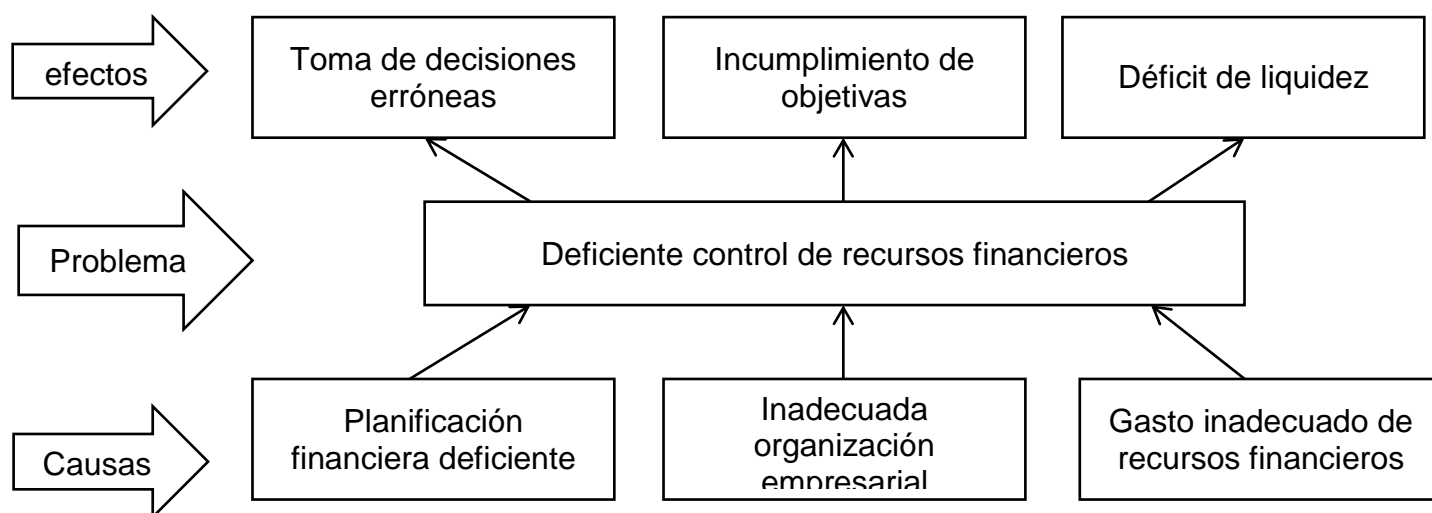 efectos
Toma de decisiones
erróneas
Incumplimiento de
objetivas
Déficit de liquidez
Problema
Deficiente control de recursos financieros
Causas
Planificación
financiera deficiente
Inadecuada
organización
empresarial
Gasto inadecuado de
recursos financieros